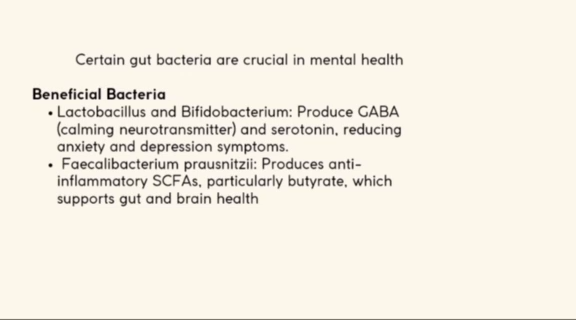 Certain gut bacteria are crucial in mental health
Beneficial Bacteria
• Lactobacillus and Bifidobacterium: Produce GABA
(calming neurotransmitter) and serotonin, reducing
anxiety and depression symptoms.
• Faecalibacterium prausnitzii: Produces anti-
inflammatory SCFAs, particularly butyrate, which
supports gut and brain health